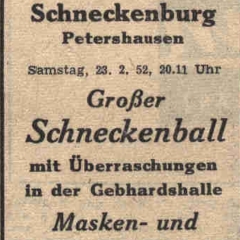 Schneckenburg
Petershausen
Samstag, 23. 2. 52, 20.11 Uhr
Großer
Schneckenball
mit Überraschungen
in der Gebhardshalle
Masken- und